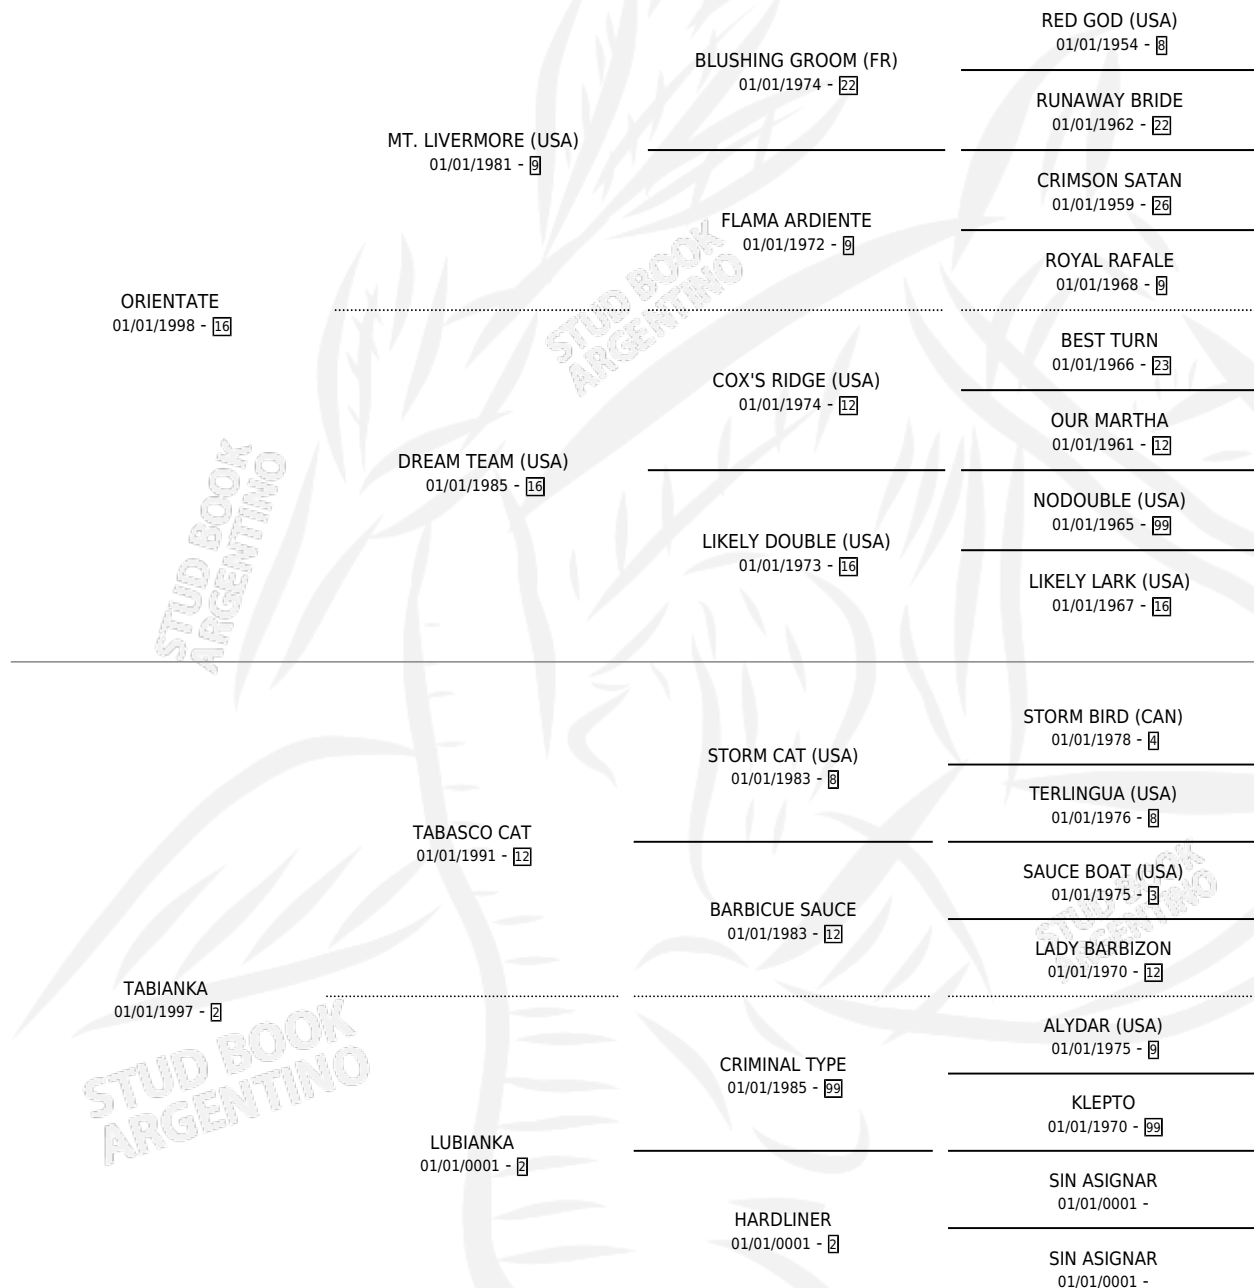 RED GOD (USA)
01/01/1954 - 8
BLUSHING GROOM (FR)
01/01/1974 - 22
RUNAWAY BRIDE
01/01/1962 - 22
MT. LIVERMORE (USA)
01/01/1981 - 9
CRIMSON SATAN
01/01/1959 - 26
FLAMA ARDIENTE
01/01/1972 - 9
ROYAL RAFALE
01/01/1968 - 9
ORIENTATE
01/01/1998 - 16
BEST TURN
01/01/1966 - 23
COX'S RIDGE (USA)
01/01/1974 - 12
OUR MARTHA
01/01/1961 - 12
DREAM TEAM (USA)
01/01/1985 - 16
NODOUBLE (USA)
01/01/1965 - 99
LIKELY DOUBLE (USA)
01/01/1973 - 16
LIKELY LARK (USA)
01/01/1967 - 16
STORM BIRD (CAN)
01/01/1978 - 4
STORM CAT (USA)
01/01/1983 - 8
TERLINGUA (USA)
01/01/1976 - 8
TABASCO CAT
01/01/1991 - 12
SAUCE BOAT (USA)
01/01/1975 - 3
BARBICUE SAUCE
01/01/1983 - 12
LADY BARBIZON
01/01/1970 - 12
TABIANKA
01/01/1997 - 2
ALYDAR (USA)
01/01/1975 - 9
CRIMINAL TYPE
01/01/1985 - 99
KLEPTO
01/01/1970 - 99
LUBIANKA
01/01/0001 - 2
SIN ASIGNAR
01/01/0001 -
HARDLINER
01/01/0001 - 2
SIN ASIGNAR
01/01/0001 -
STUD BOOK
ARGENTINO
STUD BOOK
ARGENTINO
STUD BOOK
ARGENTINO
STUD BOOK
ARGENTINO